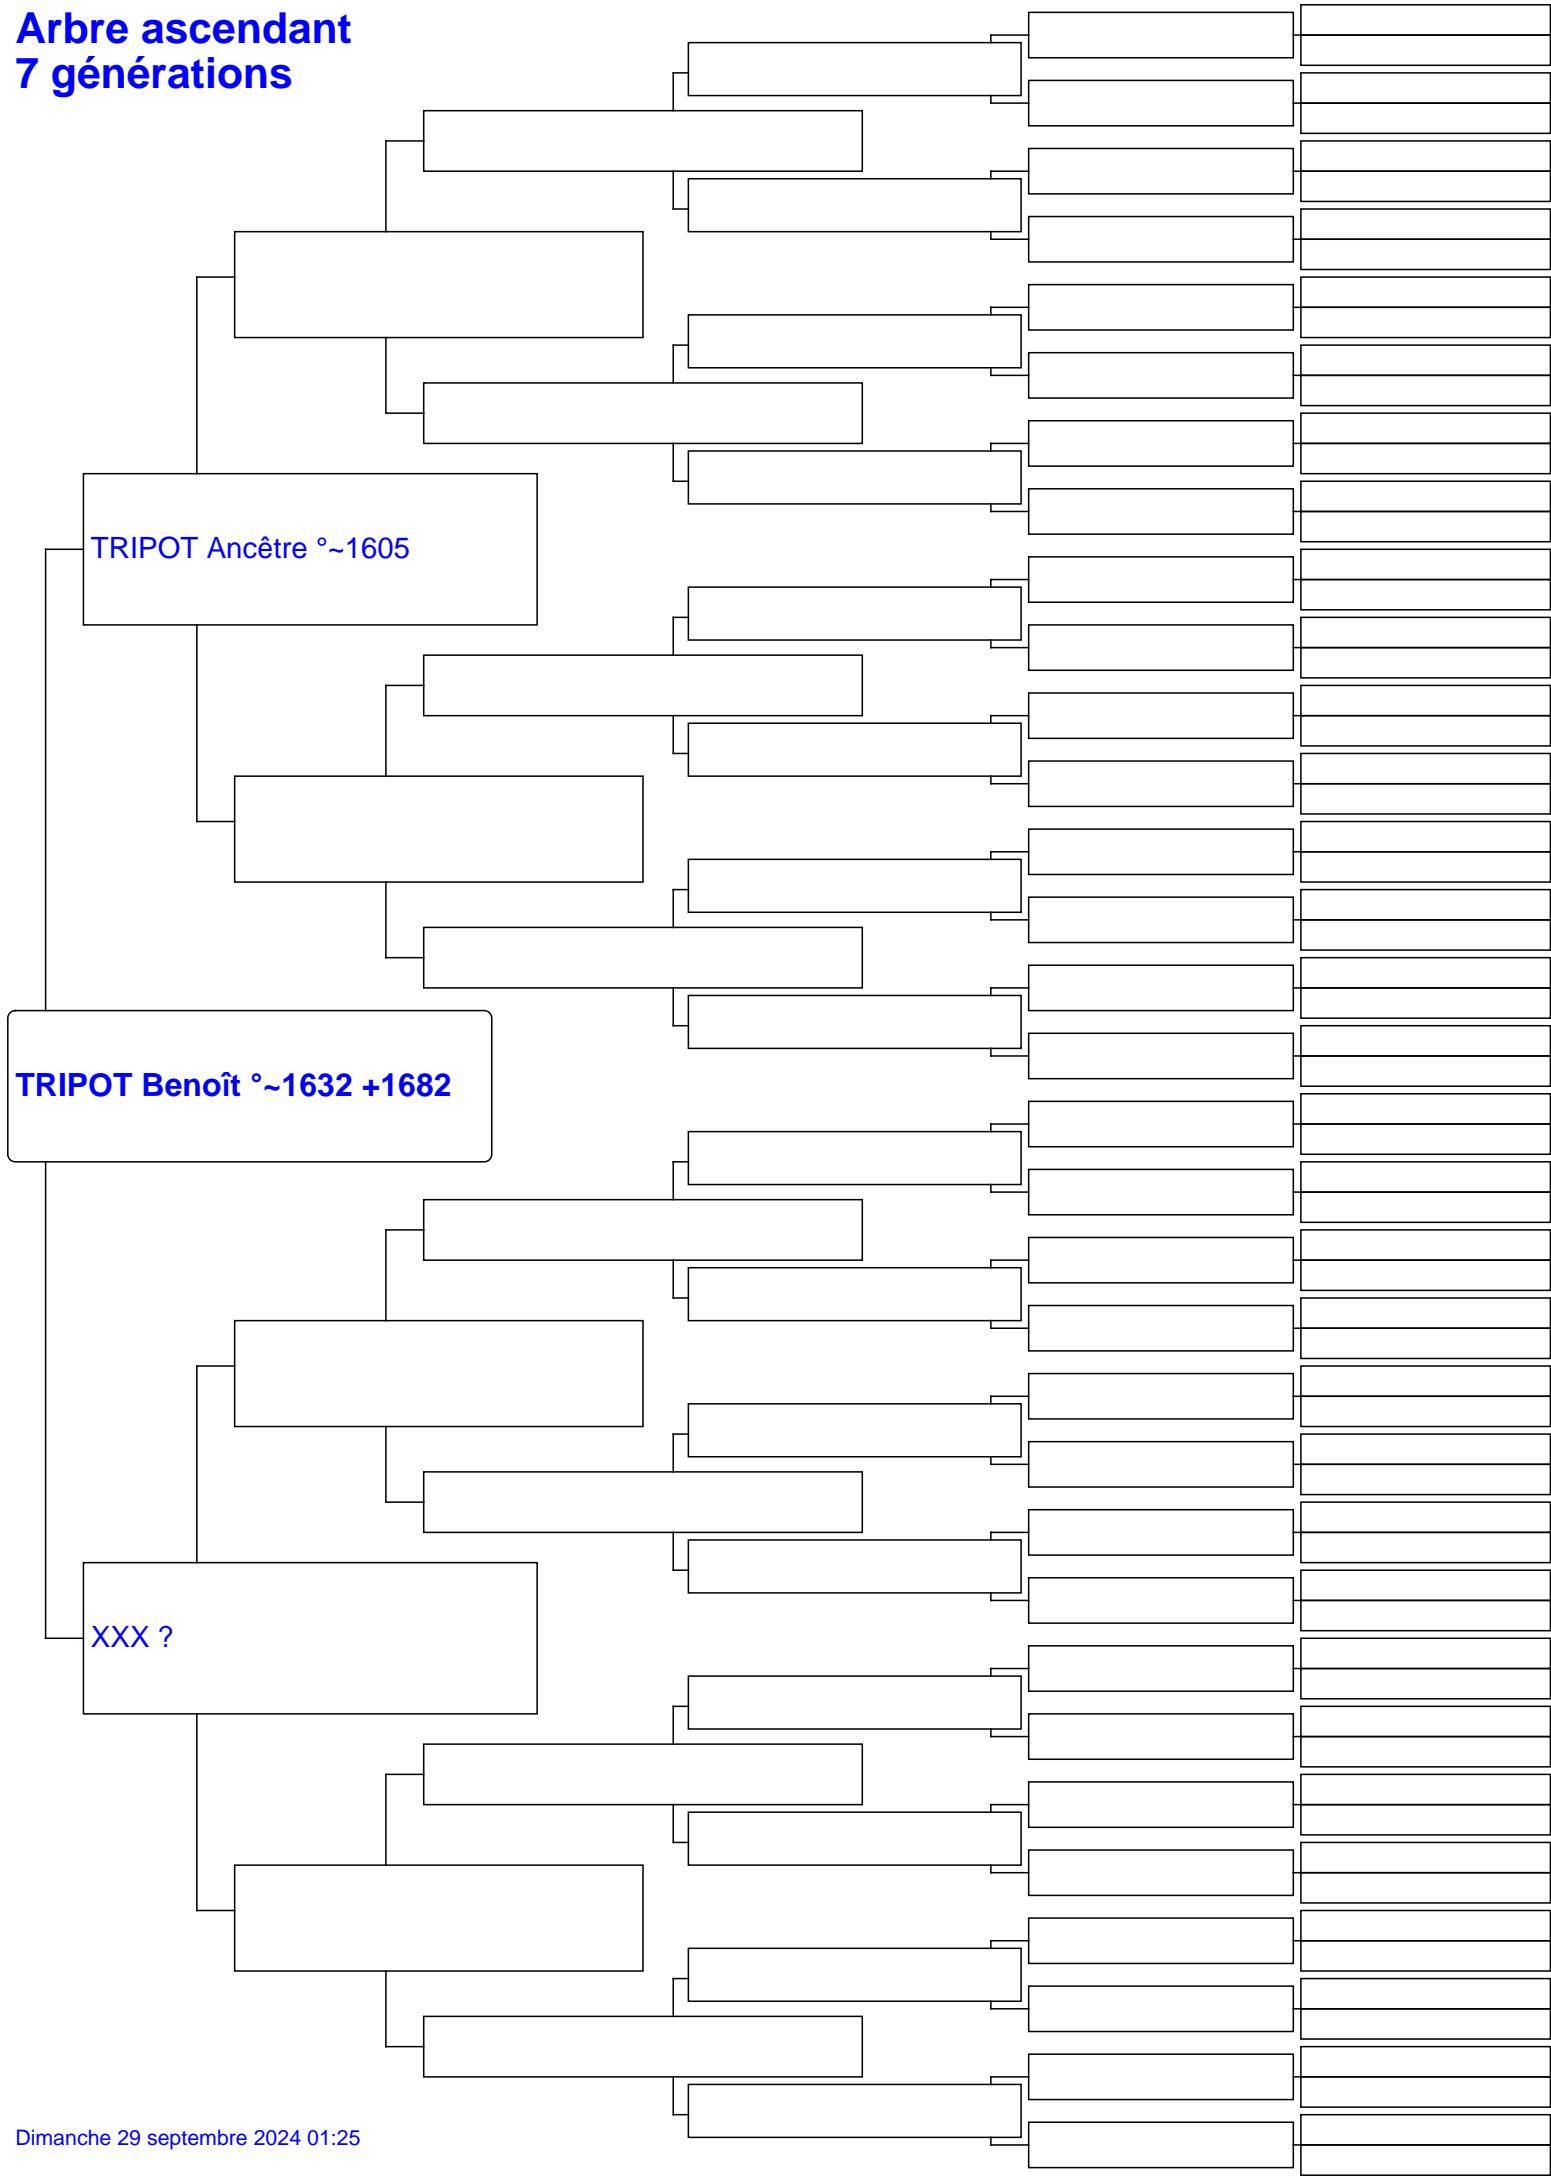 Arbre ascendant
7 générations
TRIPOT Ancêtre °~1605
TRIPOT Benoît °~1632 +1682
XXX ?
Dimanche 29 septembre 2024 01:25